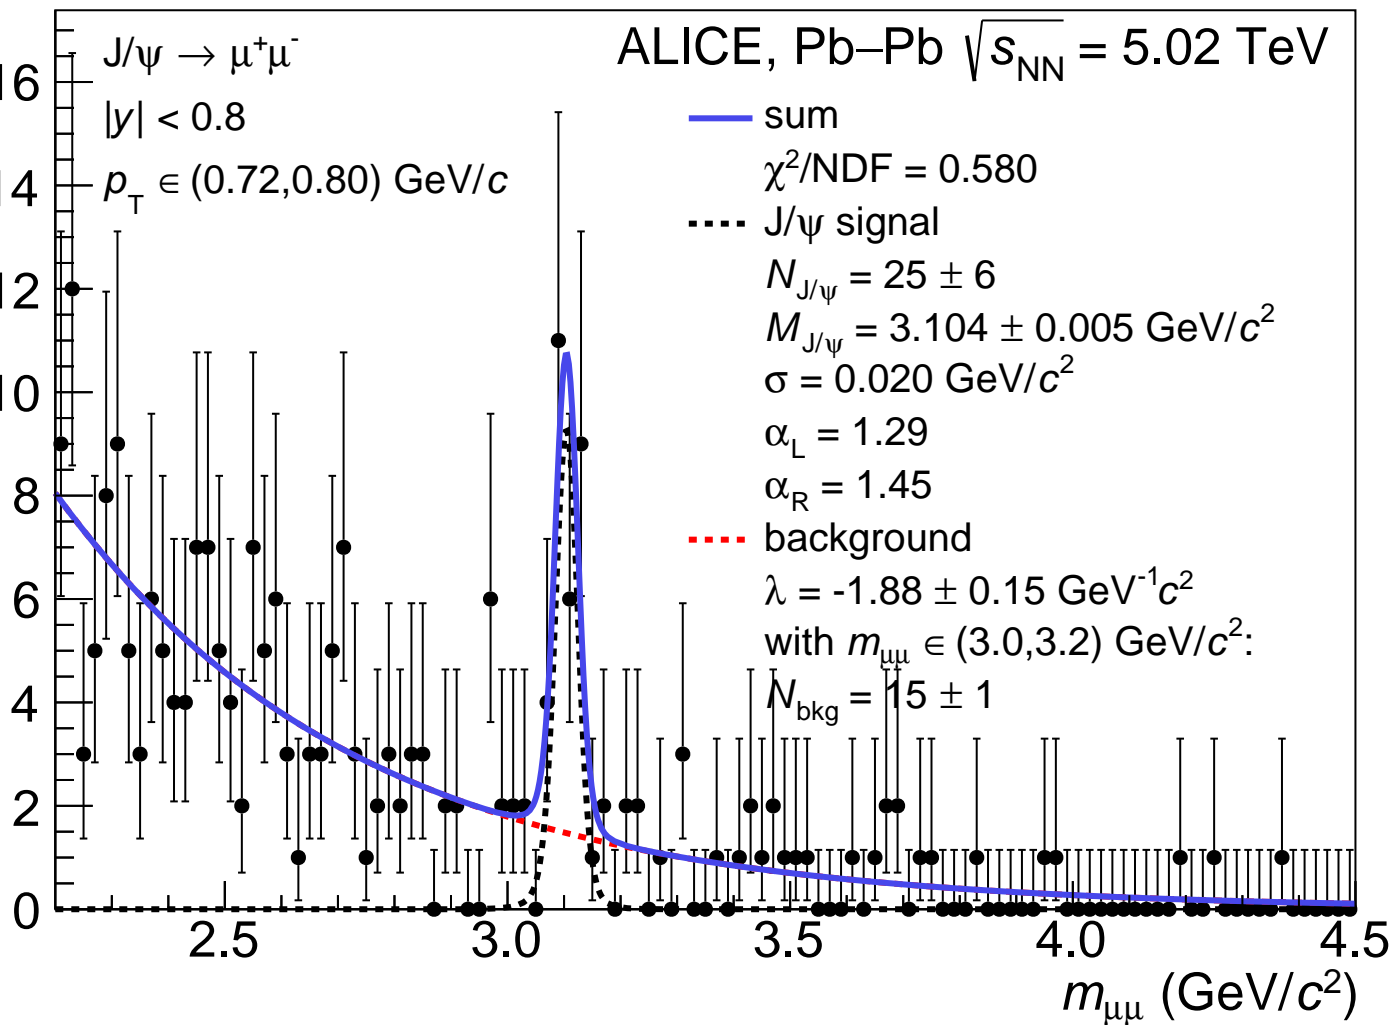 J/ψ → μ⁺μ⁻
|y| < 0.8
p_T ∈ (0.72,0.80) GeV/c
ALICE, Pb–Pb √s_NN = 5.02 TeV
sum
χ²/NDF = 0.580
J/ψ signal
N_J/ψ = 25 ± 6
M_J/ψ = 3.104 ± 0.005 GeV/c²
σ = 0.020 GeV/c²
α_L = 1.29
α_R = 1.45
background
λ = -1.88 ± 0.15 GeV⁻¹c²
with m_μμ ∈ (3.0,3.2) GeV/c²:
N_bkg = 15 ± 1
16
14
12
10
8
6
4
2
0
2.5 3.0 3.5 4.0 4.5
m_μμ (GeV/c²)